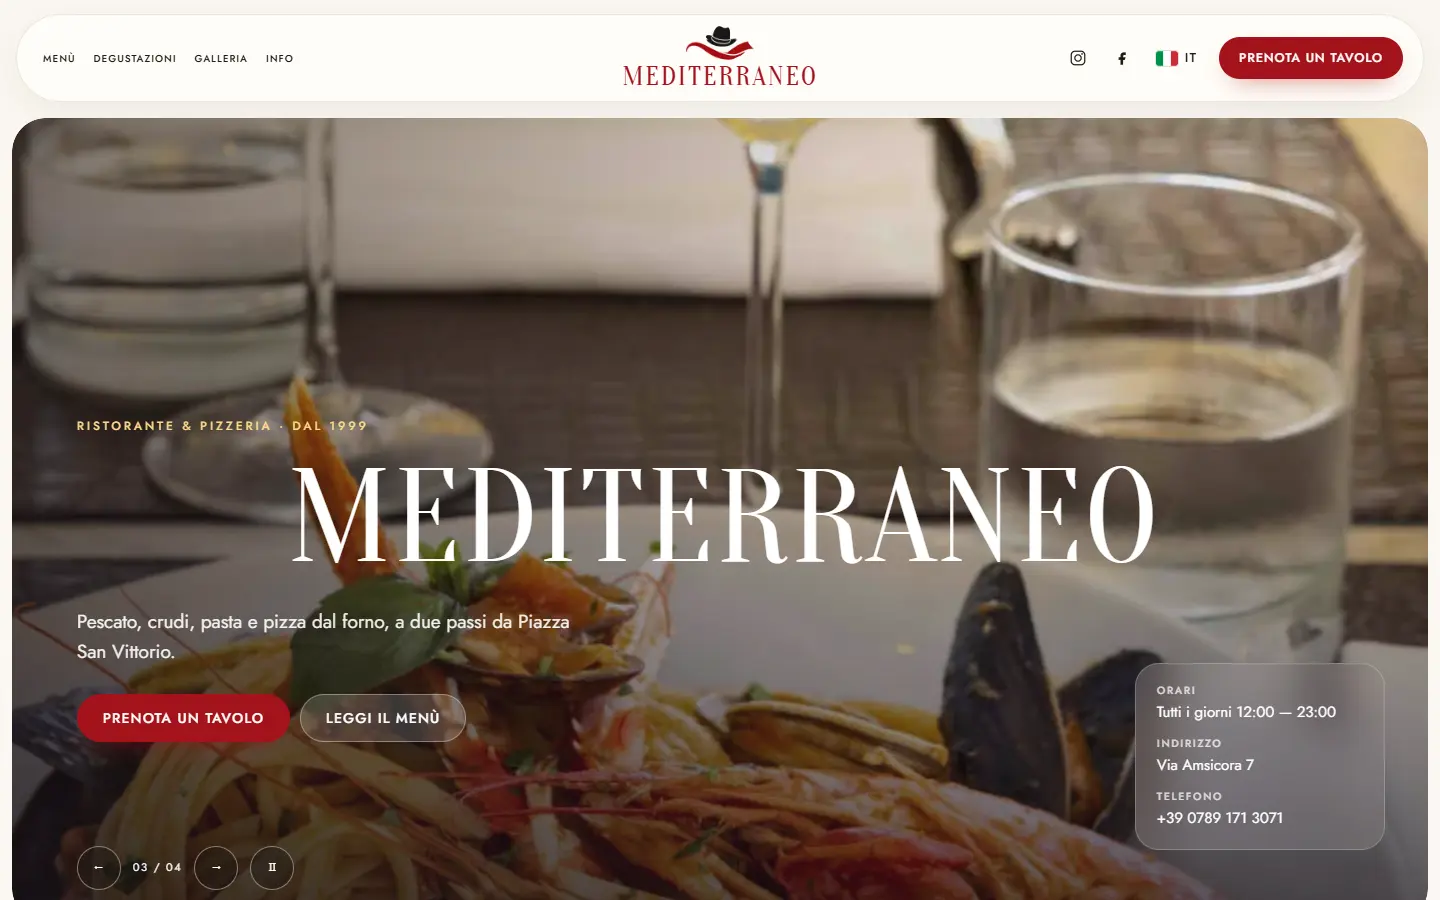 MENÙ
DEGUSTAZIONI
GALLERIA
INFO
MEDITERRANEO
IT
PRENOTA UN TAVOLO
RISTORANTE & PIZZERIA · DAL 1999
MEDITERRANEO
Pescato, crudi, pasta e pizza dal forno, a due passi da Piazza
San Vittorio.
PRENOTA UN TAVOLO
LEGGI IL MENÙ
ORARI
Tutti i giorni 12:00 — 23:00
INDIRIZZO
Via Amsicora 7
TELEFONO
+39 0789 171 3071
← 03 / 04 →